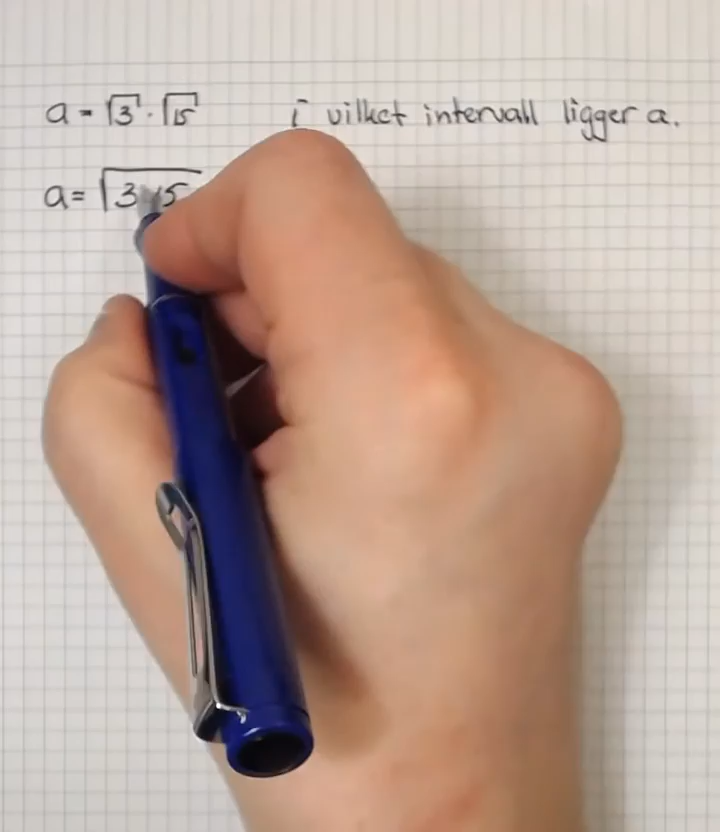 a = √3 · √15 i vilket intervall ligger a.
a = √3·15